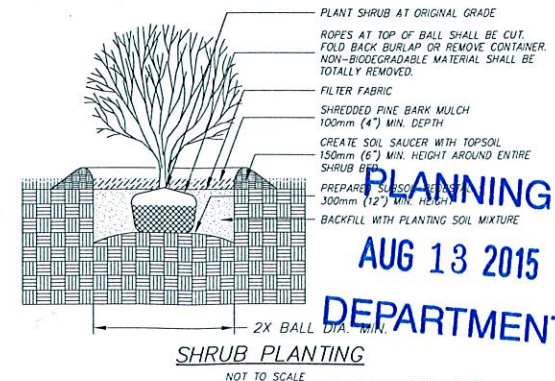 PLANT SHRUB AT ORIGINAL GRADE
ROPES AT TOP OF BALL SHALL BE CUT.
FOLD BACK BURLAP OR REMOVE CONTAINER.
NON-BIODEGRADABLE MATERIAL SHALL BE
TOTALLY REMOVED.
FILTER FABRIC
SHREDDED PINE BARK MULCH
100mm (4") MIN. DEPTH
CREATE SOIL SAUCER WITH TOPSOIL
150mm (6") MIN. HEIGHT AROUND ENTIRE
SHRUB BED
PREPARED SUBSOIL PEDESTAL
300mm (12") MIN. HEIGHT
BACKFILL WITH PLANTING SOIL MIXTURE
PLANNING
AUG 13 2015
DEPARTMENT
2X BALL DIA. MIN.
SHRUB PLANTING
NOT TO SCALE